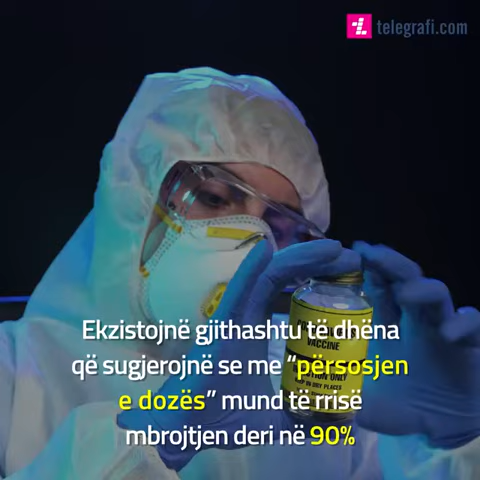 telegrafi.com
VACCINE
Ekzistojnë gjithashtu të dhëna
që sugjerojnë se me “përsosjen
e dozës” mund të rrisë
mbrojtjen deri në 90%